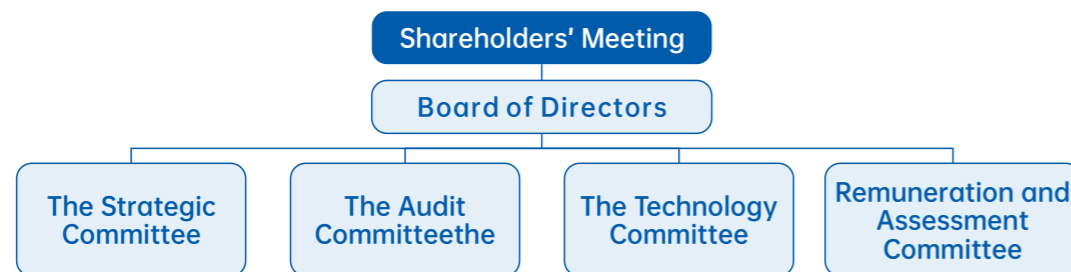 Shareholders' Meeting
Board of Directors
The Strategic
Committee
The Audit
Committeethe
The Technology
Committee
Remuneration and
Assessment
Committee